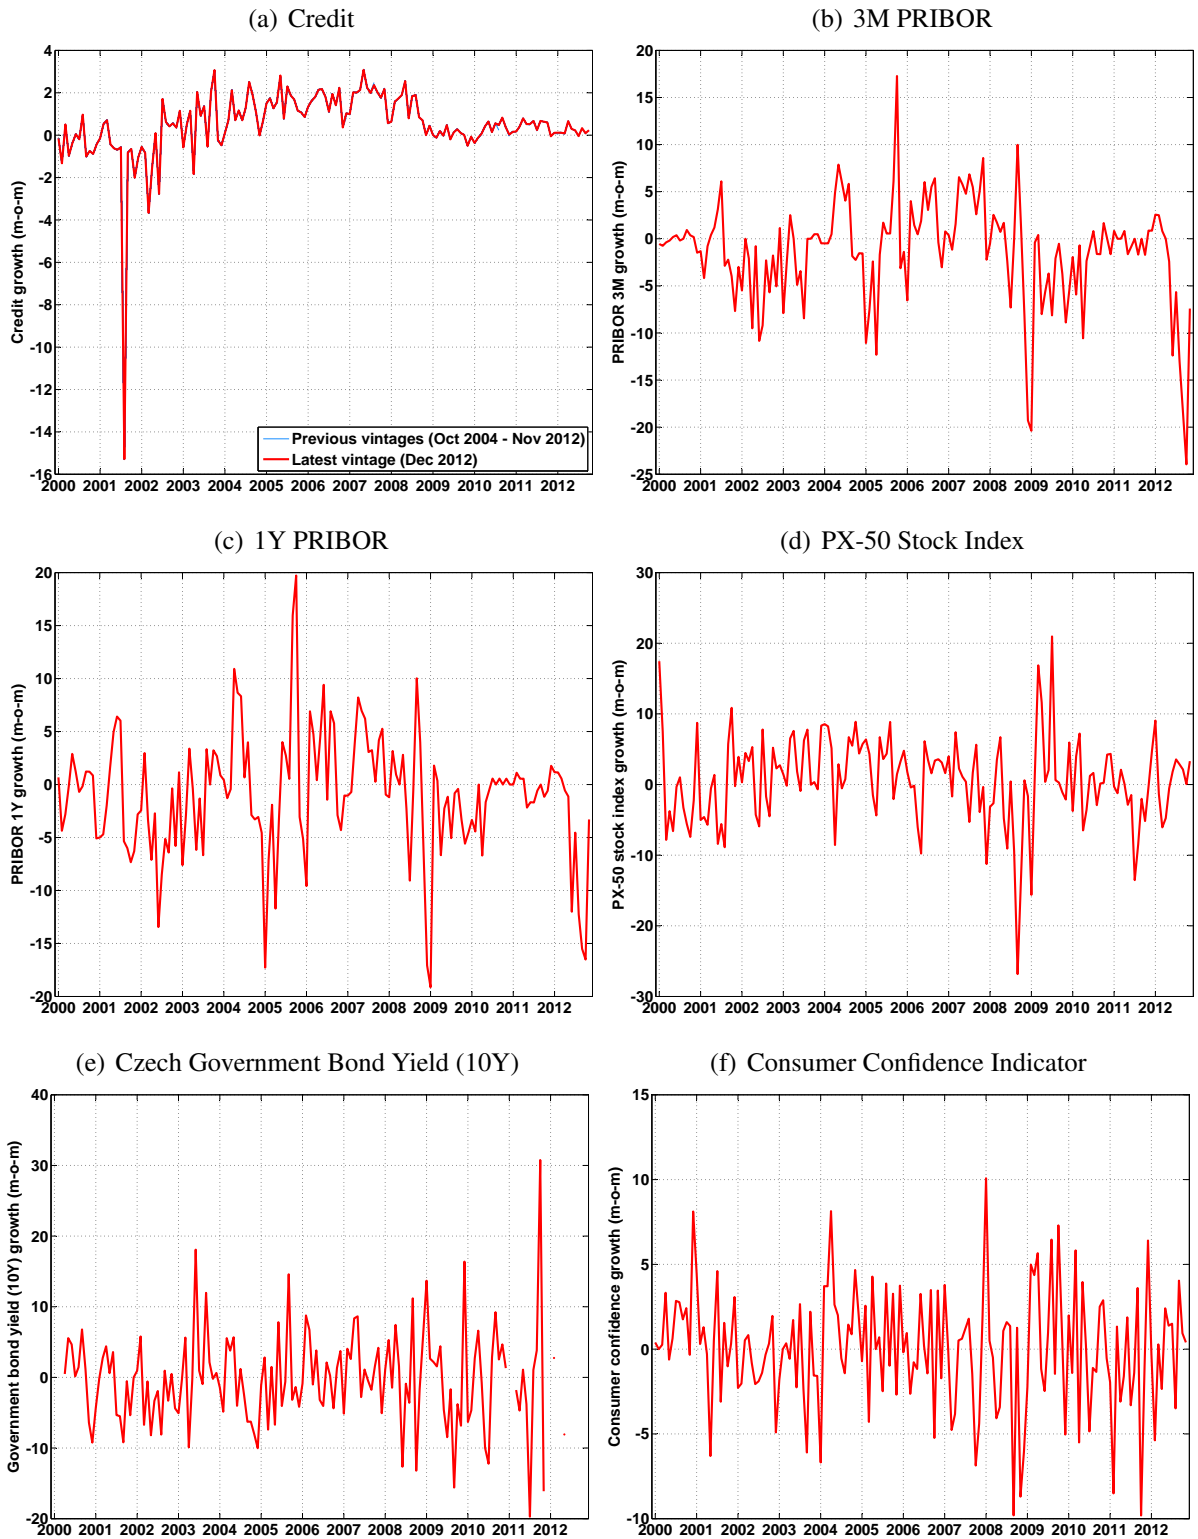 (a) Credit
(b) 3M PRIBOR
4
2
0
-2
-4
-6
-8
-10
-12
-14
-16
Credit growth (m-o-m)
Previous vintages (Oct 2004 - Nov 2012)
Latest vintage (Dec 2012)
2000 2001 2002 2003 2004 2005 2006 2007 2008 2009 2010 2011 2012
20
15
10
5
0
-5
-10
-15
-20
-25
PRIBOR 3M growth (m-o-m)
2000 2001 2002 2003 2004 2005 2006 2007 2008 2009 2010 2011 2012
(c) 1Y PRIBOR
(d) PX-50 Stock Index
20
15
10
5
0
-5
-10
-15
-20
PRIBOR 1Y growth (m-o-m)
2000 2001 2002 2003 2004 2005 2006 2007 2008 2009 2010 2011 2012
30
20
10
0
-10
-20
-30
PX-50 stock index growth (m-o-m)
2000 2001 2002 2003 2004 2005 2006 2007 2008 2009 2010 2011 2012
(e) Czech Government Bond Yield (10Y)
(f) Consumer Confidence Indicator
40
30
20
10
0
-10
-20
Government bond yield (10Y) growth (m-o-m)
2000 2001 2002 2003 2004 2005 2006 2007 2008 2009 2010 2011 2012
15
10
5
0
-5
-10
Consumer confidence growth (m-o-m)
2000 2001 2002 2003 2004 2005 2006 2007 2008 2009 2010 2011 2012